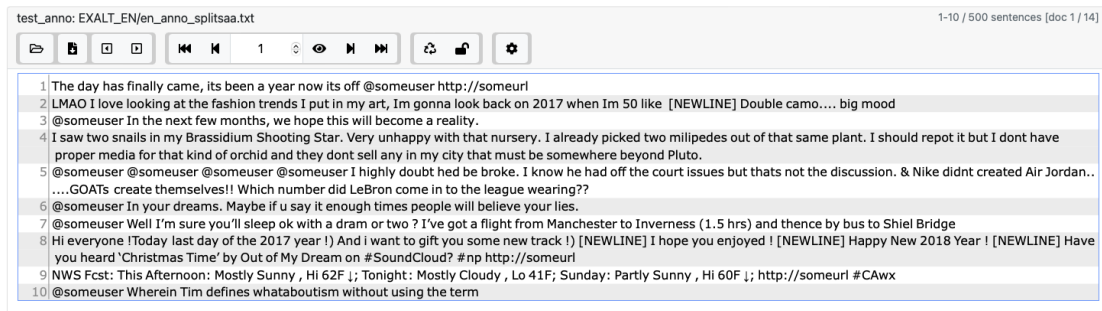 test_anno: EXALT_EN/en_anno_splitsaa.txt
1-10 / 500 sentences [doc 1 / 14]
1
1 The day has finally came, its been a year now its off @someuser http://someurl
2 LMAO I love looking at the fashion trends I put in my art, Im gonna look back on 2017 when Im 50 like [NEWLINE] Double camo.... big mood
3 @someuser In the next few months, we hope this will become a reality.
4 I saw two snails in my Brassidium Shooting Star. Very unhappy with that nursery. I already picked two milipedes out of that same plant. I should repot it but I dont have
proper media for that kind of orchid and they dont sell any in my city that must be somewhere beyond Pluto.
5 @someuser @someuser @someuser @someuser I highly doubt hed be broke. I know he had off the court issues but thats not the discussion. & Nike didnt created Air Jordan..
....GOATs create themselves!! Which number did LeBron come in to the league wearing??
6 @someuser In your dreams. Maybe if u say it enough times people will believe your lies.
7 @someuser Well I’m sure you’ll sleep ok with a dram or two ? I’ve got a flight from Manchester to Inverness (1.5 hrs) and thence by bus to Shiel Bridge
8 Hi everyone !Today last day of the 2017 year !) And i want to gift you some new track !) [NEWLINE] I hope you enjoyed ! [NEWLINE] Happy New 2018 Year ! [NEWLINE] Have
you heard ‘Christmas Time’ by Out of My Dream on #SoundCloud? #np http://someurl
9 NWS Fcst: This Afternoon: Mostly Sunny , Hi 62F ↓; Tonight: Mostly Cloudy , Lo 41F; Sunday: Partly Sunny , Hi 60F ↓; http://someurl #CAwx
10 @someuser Wherein Tim defines whataboutism without using the term